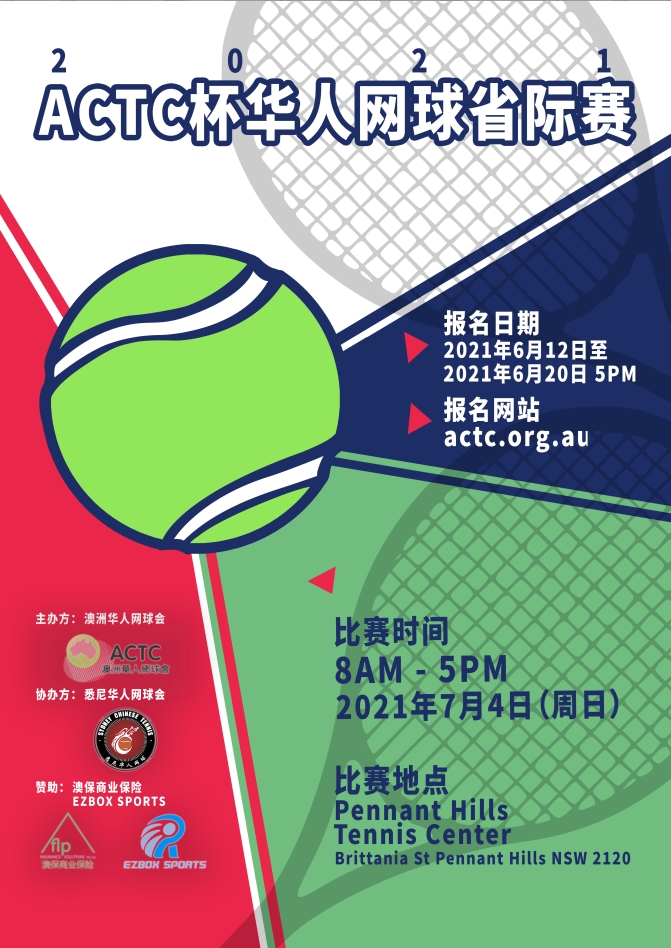 2 0 2 1
ACTC杯华人网球省际赛
报名日期
2021年6月12日至
2021年6月20日 5PM
报名网站
actc.org.au
比赛时间
8AM - 5PM
2021年7月4日(周日)
比赛地点
Pennant Hills
Tennis Center
Brittania St Pennant Hills NSW 2120
主办方：澳洲华人网球会
ACTC
澳洲華人網球會
协办方：悉尼华人网球会
SYDNEY CHINESE TENNIS
悉尼华人网球
赞助：澳保商业保险
EZBOX SPORTS
flp
澳保商业保险
EZBOX SPORTS